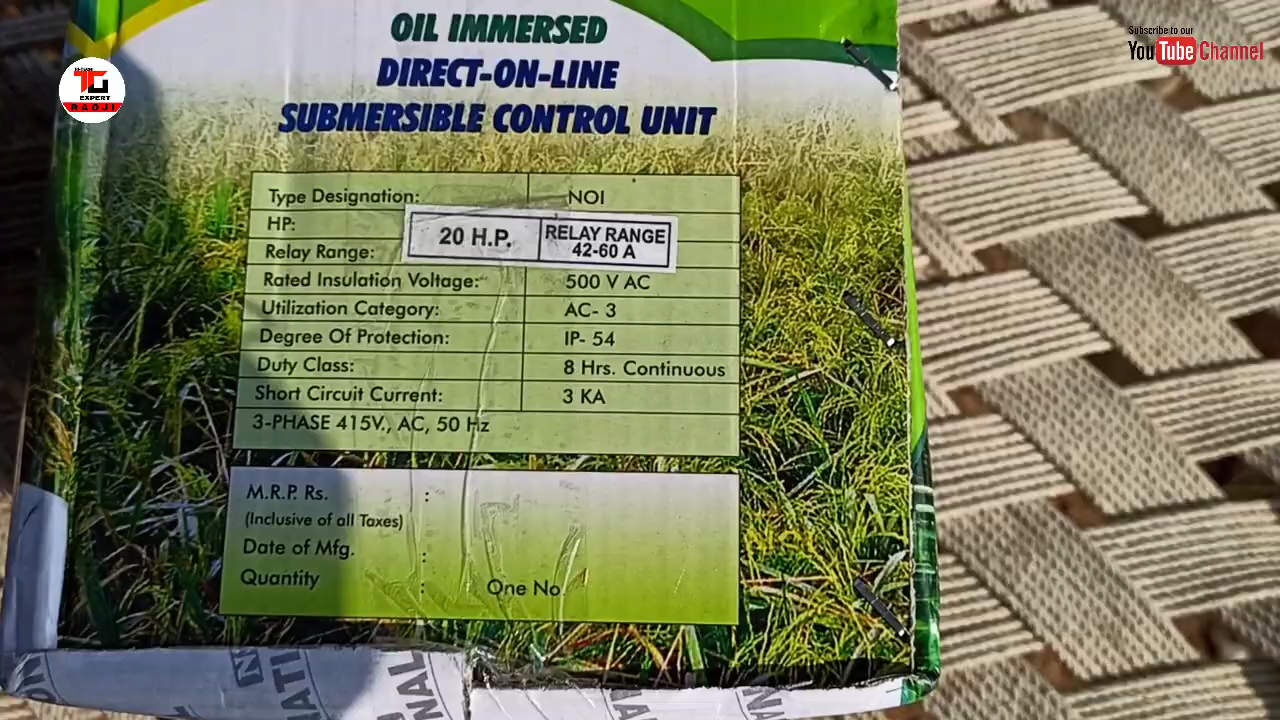 OIL IMMERSED
DIRECT-ON-LINE
SUBMERSIBLE CONTROL UNIT
Type Designation: NOI
HP: 20 H.P.
Relay Range: RELAY RANGE
42-60 A
Rated Insulation Voltage: 500 V AC
Utilization Category: AC- 3
Degree Of Protection: IP- 54
Duty Class: 8 Hrs. Continuous
Short Circuit Current: 3 KA
3-PHASE 415V., AC, 50 Hz
M.R.P. Rs. :
(Inclusive of all Taxes)
Date of Mfg. :
Quantity : One No.
TG
EXPERT
RAOJI
Subscribe to our
YouTube Channel